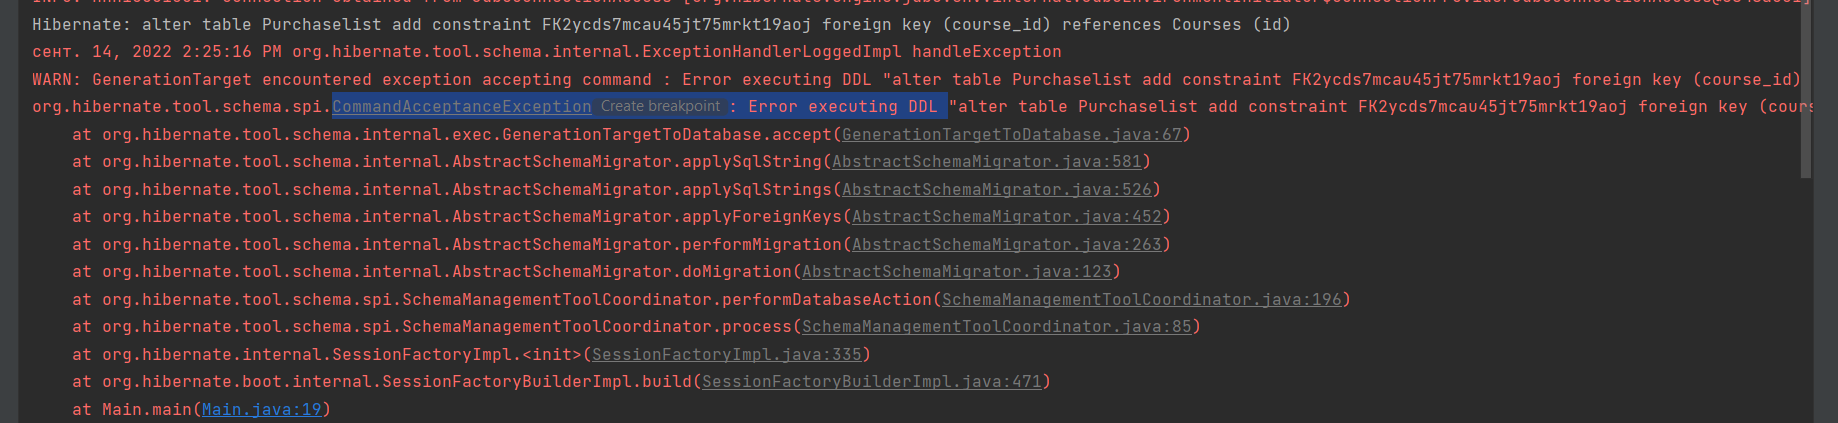 Hibernate: alter table Purchaselist add constraint FK2ycds7mcau45jt75mrkt19aoj foreign key (course_id) references Courses (id)
сент. 14, 2022 2:25:16 PM org.hibernate.tool.schema.internal.ExceptionHandlerLoggedImpl handleException
WARN: GenerationTarget encountered exception accepting command : Error executing DDL "alter table Purchaselist add constraint FK2ycds7mcau45jt75mrkt19aoj foreign key (course_id)
org.hibernate.tool.schema.spi.CommandAcceptanceException Create breakpoint : Error executing DDL "alter table Purchaselist add constraint FK2ycds7mcau45jt75mrkt19aoj foreign key (cours
at org.hibernate.tool.schema.internal.exec.GenerationTargetToDatabase.accept(GenerationTargetToDatabase.java:67)
at org.hibernate.tool.schema.internal.AbstractSchemaMigrator.applySqlString(AbstractSchemaMigrator.java:581)
at org.hibernate.tool.schema.internal.AbstractSchemaMigrator.applySqlStrings(AbstractSchemaMigrator.java:526)
at org.hibernate.tool.schema.internal.AbstractSchemaMigrator.applyForeignKeys(AbstractSchemaMigrator.java:452)
at org.hibernate.tool.schema.internal.AbstractSchemaMigrator.performMigration(AbstractSchemaMigrator.java:263)
at org.hibernate.tool.schema.internal.AbstractSchemaMigrator.doMigration(AbstractSchemaMigrator.java:123)
at org.hibernate.tool.schema.spi.SchemaManagementToolCoordinator.performDatabaseAction(SchemaManagementToolCoordinator.java:196)
at org.hibernate.tool.schema.spi.SchemaManagementToolCoordinator.process(SchemaManagementToolCoordinator.java:85)
at org.hibernate.internal.SessionFactoryImpl.<init>(SessionFactoryImpl.java:335)
at org.hibernate.boot.internal.SessionFactoryBuilderImpl.build(SessionFactoryBuilderImpl.java:471)
at Main.main(Main.java:19)